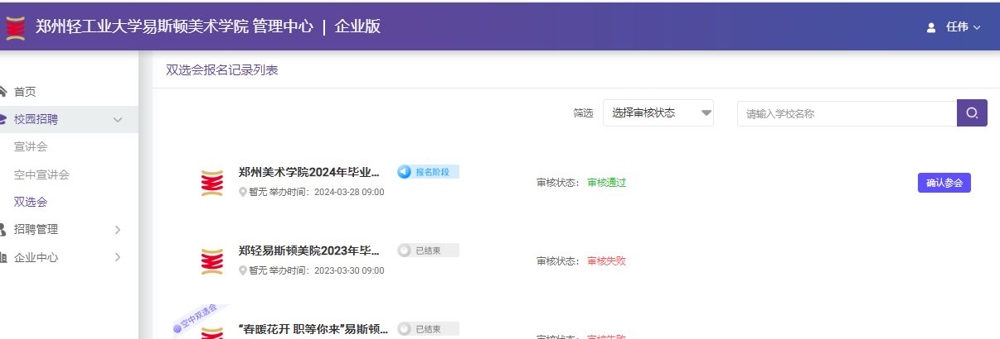 郑州轻工业大学易斯顿美术学院 管理中心 | 企业版
任伟
首页
校园招聘
宣讲会
空中宣讲会
双选会
招聘管理
企业中心
双选会报名记录列表
筛选 选择审核状态 请输入学校名称
郑州美术学院2024年毕业... 报名阶段
暂无 举办时间：2024-03-28 09:00
审核状态： 审核通过
确认参会
郑轻易斯顿美院2023年毕... 已结束
暂无 举办时间：2023-03-30 09:00
审核状态： 审核失败
空中双选会
“春暖花开 职等你来”易斯顿... 已结束
审核状态： 审核失败